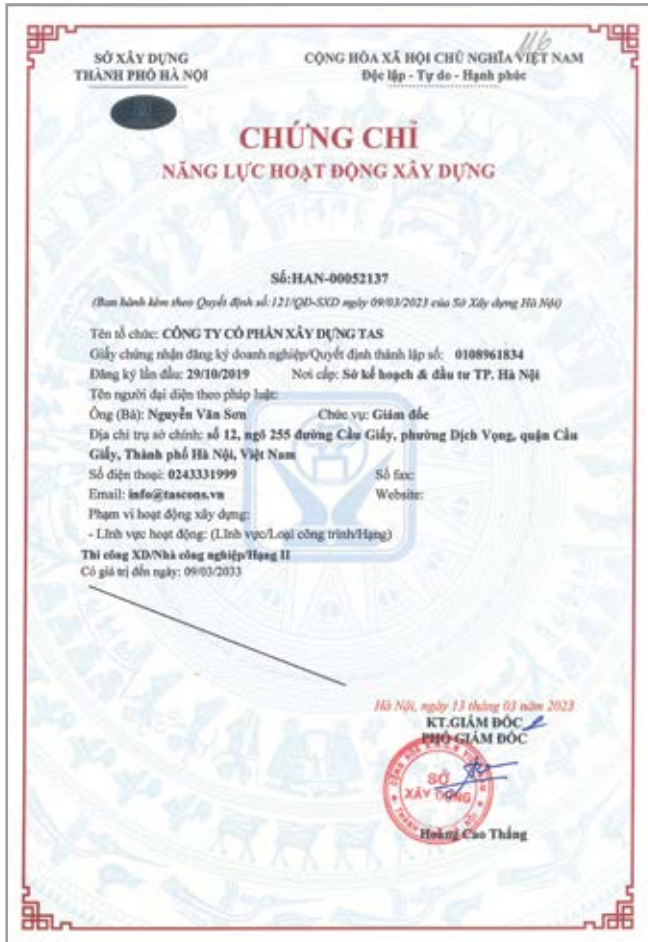 SỞ XÂY DỰNG
THÀNH PHỐ HÀ NỘI
CỘNG HÒA XÃ HỘI CHỦ NGHĨA VIỆT NAM
Độc lập - Tự do - Hạnh phúc
CHỨNG CHỈ
NĂNG LỰC HOẠT ĐỘNG XÂY DỰNG
Số:HAN-00052137
(Ban hành kèm theo Quyết định số:121/QĐ-SXD ngày 09/03/2023 của Sở Xây dựng Hà Nội)
Tên tổ chức: CÔNG TY CỔ PHẦN XÂY DỰNG TAS
Giấy chứng nhận đăng ký doanh nghiệp/Quyết định thành lập số: 0108961834
Đăng ký lần đầu: 29/10/2019 Nơi cấp: Sở kế hoạch & đầu tư TP. Hà Nội
Tên người đại diện theo pháp luật:
Ông (Bà): Nguyễn Văn Sơn Chức vụ: Giám đốc
Địa chỉ trụ sở chính: số 12, ngõ 255 đường Cầu Giấy, phường Dịch Vọng, quận Cầu
Giấy, Thành phố Hà Nội, Việt Nam
Số điện thoại: 0243331999 Số fax:
Email: info@tascons.vn Website:
Phạm vi hoạt động xây dựng:
- Lĩnh vực hoạt động: (Lĩnh vực/Loại công trình/Hạng)
Thi công XD/Nhà công nghiệp/Hạng II
Có giá trị đến ngày: 09/03/2033
Hà Nội, ngày 13 tháng 03 năm 2023
KT.GIÁM ĐỐC
PHÓ GIÁM ĐỐC
SỞ
XÂY DỰNG
Hoàng Cao Thắng